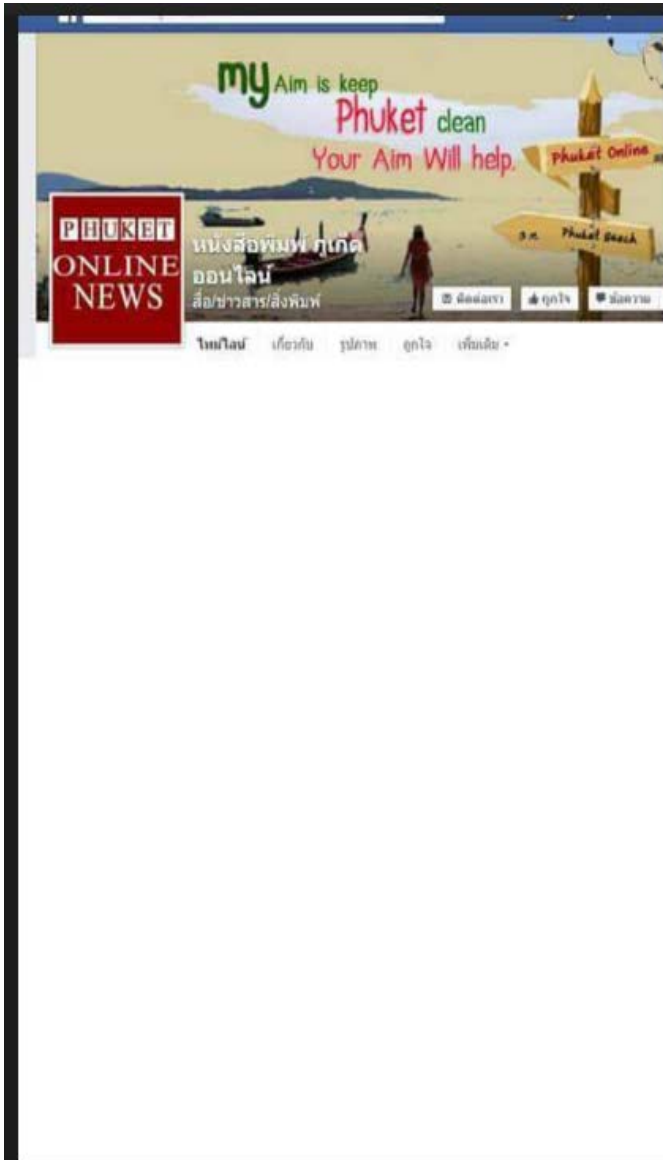 my Aim is keep
Phuket clean
Your Aim Will help.
Phuket Online
Phuket Beach
PHUKET
ONLINE
NEWS
หนังสือพิมพ์ ภูเก็ต
ออนไลน์
สื่อ/ข่าวสาร/สิ่งพิมพ์
ติดต่อเรา ถูกใจ ข้อความ
ไทม์ไลน์ เกี่ยวกับ รูปภาพ ถูกใจ เพิ่มเติม